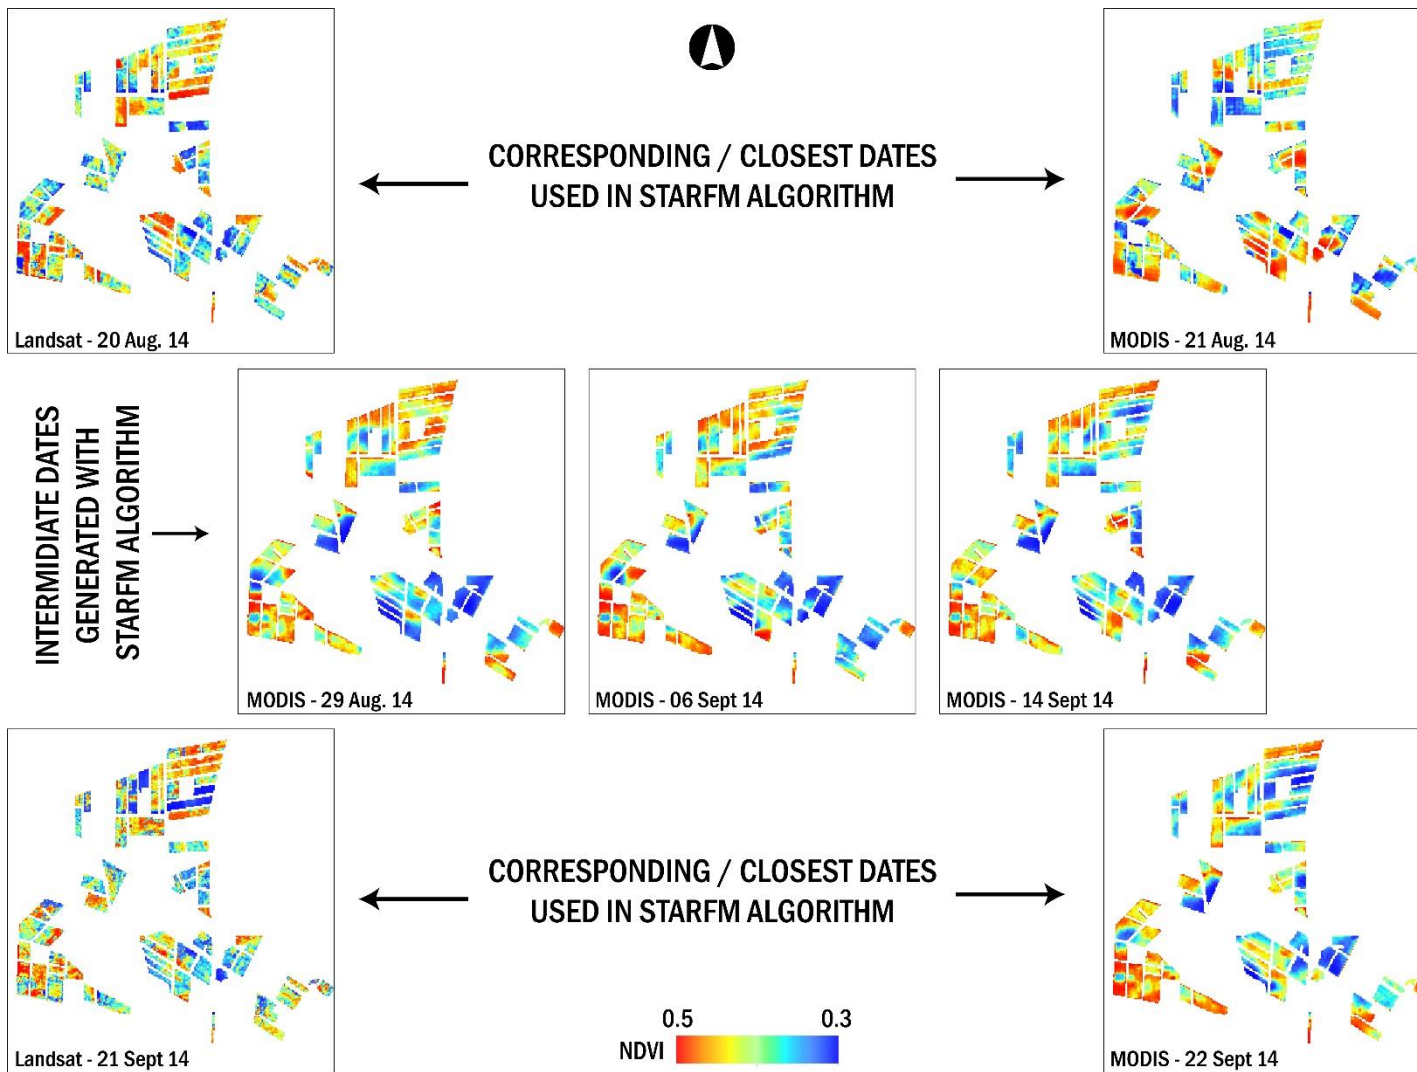 CORRESPONDING / CLOSEST DATES
USED IN STARFM ALGORITHM
Landsat - 20 Aug. 14
MODIS - 21 Aug. 14
INTERMIDIATE DATES
GENERATED WITH
STARFM ALGORITHM
MODIS - 29 Aug. 14
MODIS - 06 Sept 14
MODIS - 14 Sept 14
CORRESPONDING / CLOSEST DATES
USED IN STARFM ALGORITHM
0.5 0.3
NDVI
Landsat - 21 Sept 14
MODIS - 22 Sept 14